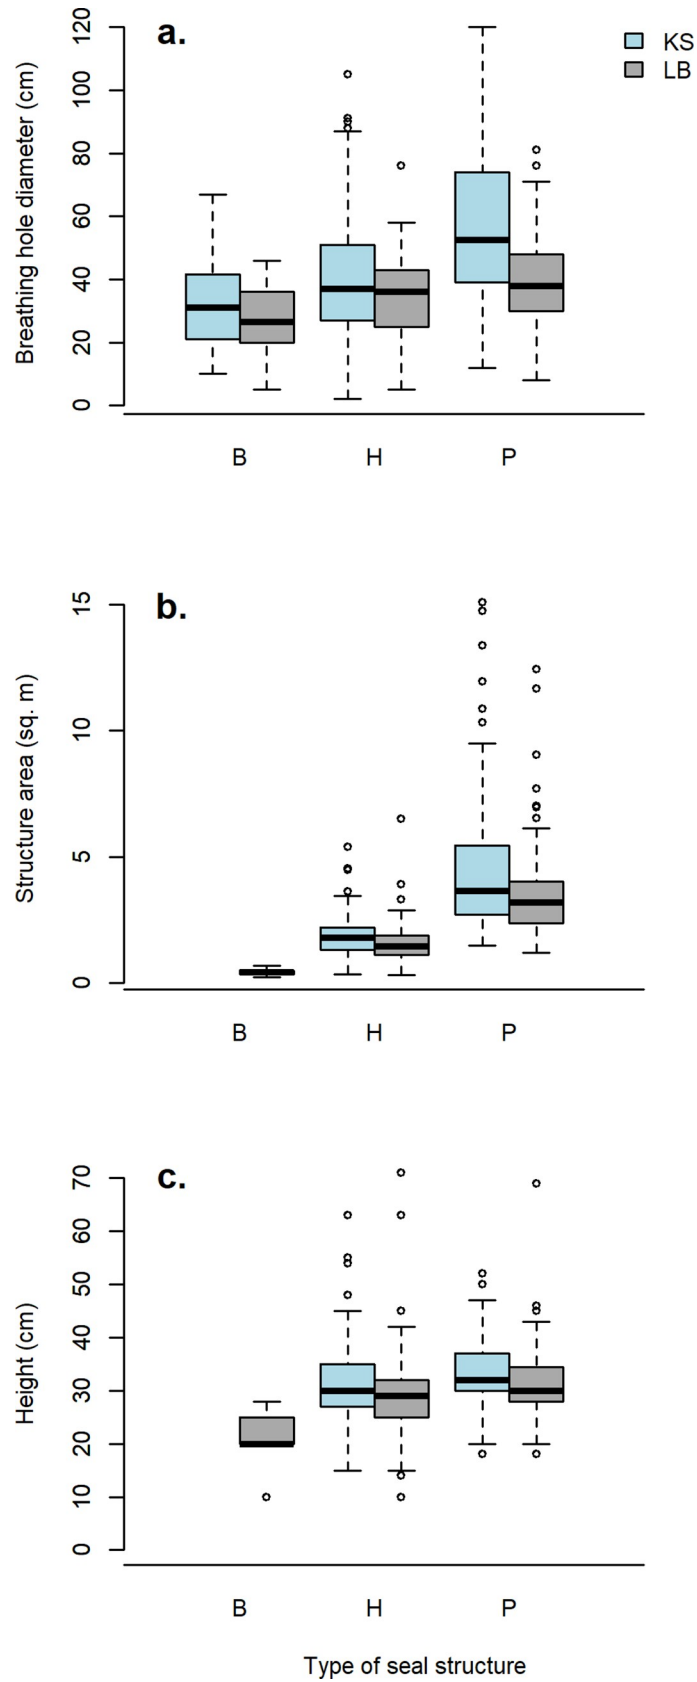 a.
KS
LB
Breathing hole diameter (cm)
120
100
80
60
40
20
0
B H P
b.
Structure area (sq. m)
15
10
5
0
B H P
c.
Height (cm)
70
60
50
40
30
20
10
0
B H P
Type of seal structure